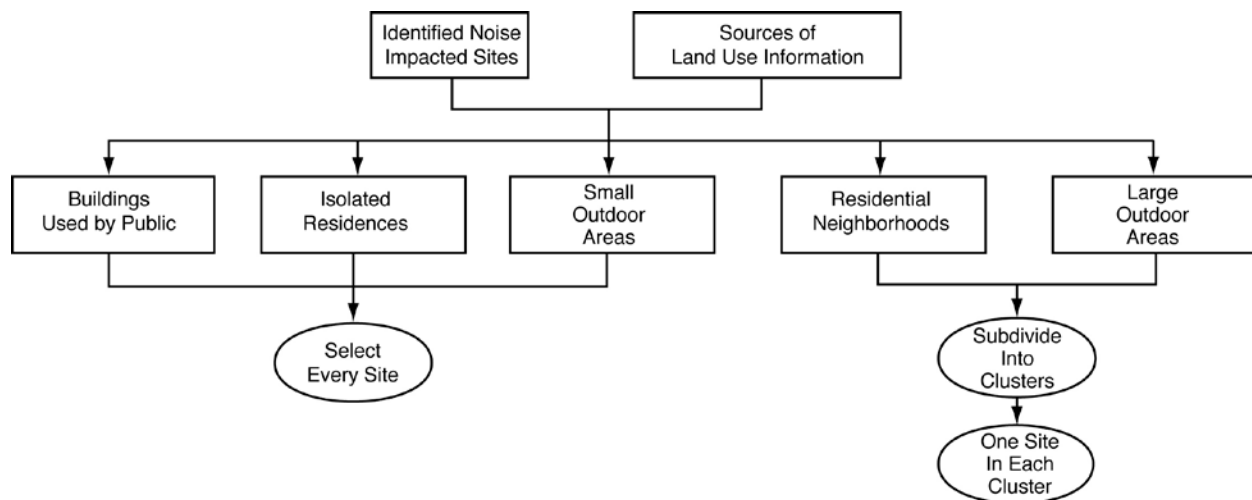 Identified Noise
Impacted Sites
Sources of
Land Use Information
Buildings
Used by Public
Isolated
Residences
Small
Outdoor
Areas
Residential
Neighborhoods
Large
Outdoor
Areas
Select
Every Site
Subdivide
Into
Clusters
One Site
In Each
Cluster